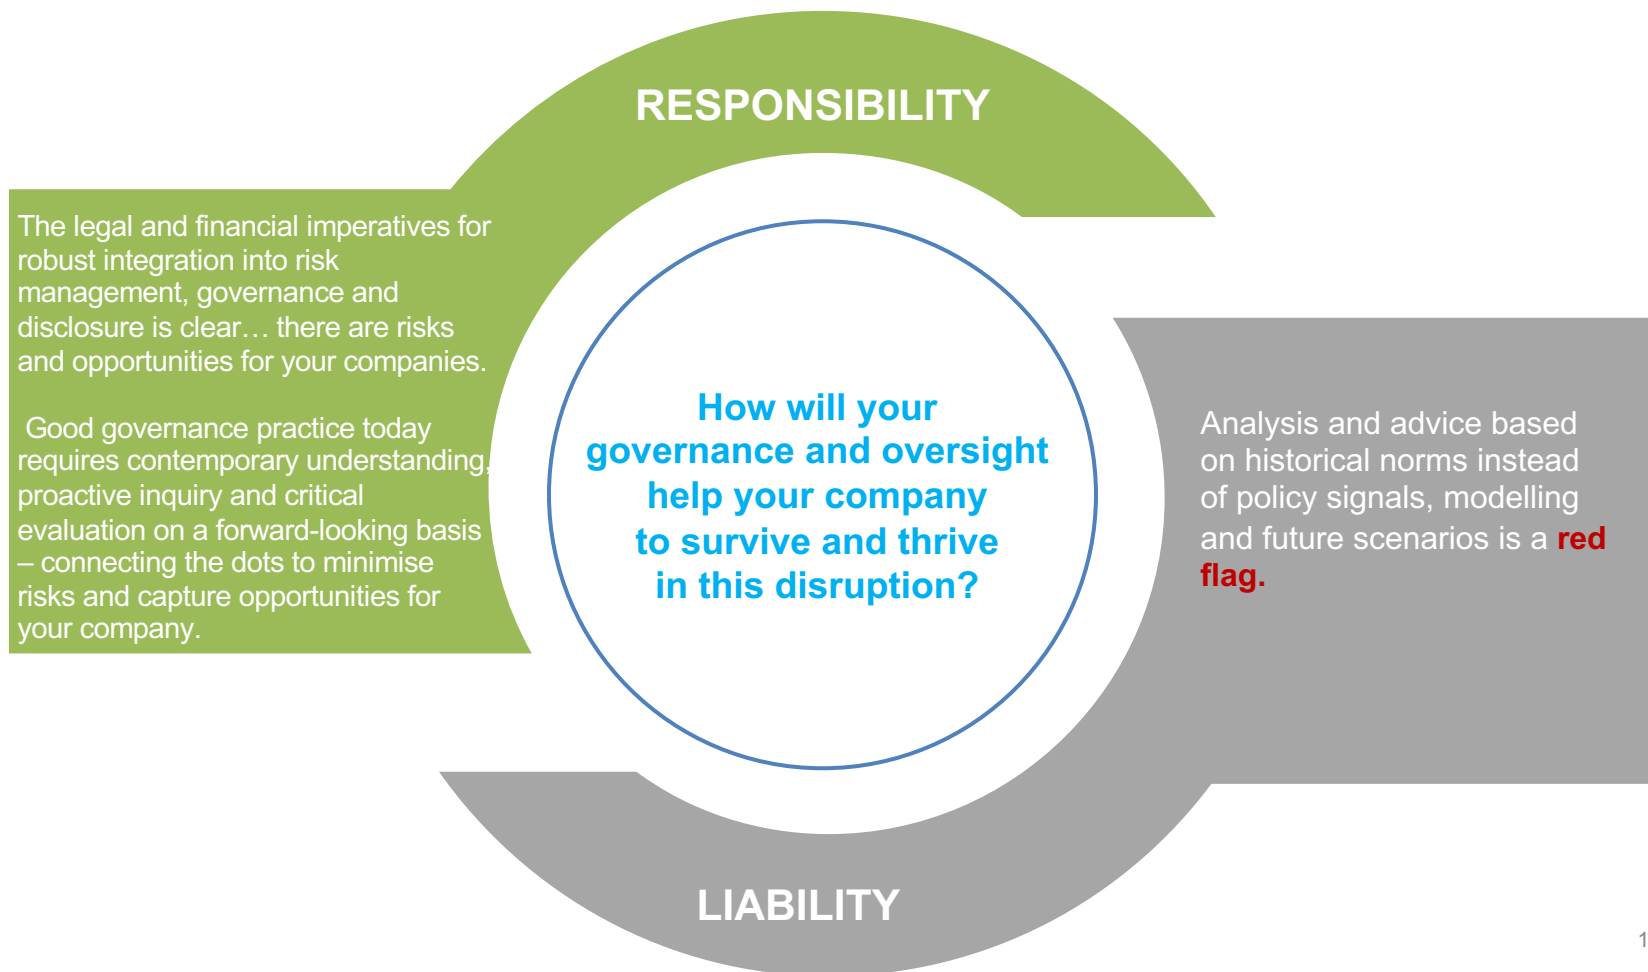 RESPONSIBILITY
The legal and financial imperatives for
robust integration into risk
management, governance and
disclosure is clear… there are risks
and opportunities for your companies.
Good governance practice today
requires contemporary understanding,
proactive inquiry and critical
evaluation on a forward-looking basis
– connecting the dots to minimise
risks and capture opportunities for
your company.
How will your
governance and oversight
help your company
to survive and thrive
in this disruption?
Analysis and advice based
on historical norms instead
of policy signals, modelling
and future scenarios is a red
flag.
LIABILITY
1